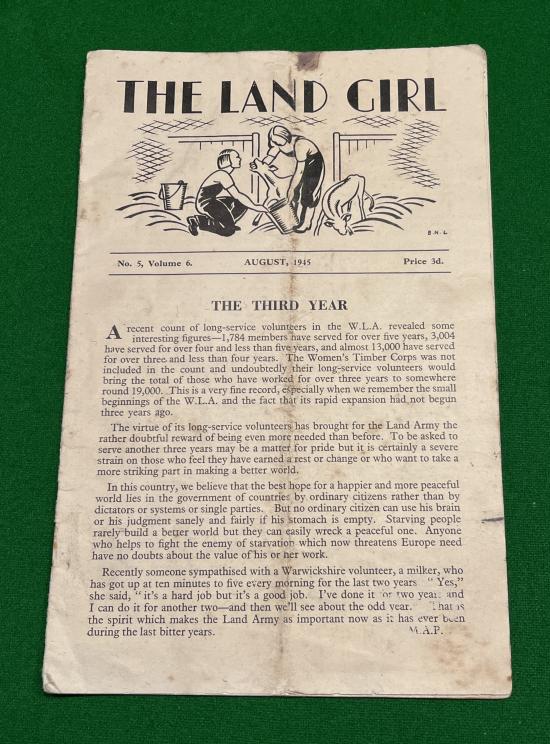 THE LAND GIRL
B.N.L.
No. 5, Volume 6. AUGUST, 1945 Price 3d.
THE THIRD YEAR
A recent count of long-service volunteers in the W.L.A. revealed some
interesting figures—1,784 members have served for over five years, 3,004
have served for over four and less than five years, and almost 13,000 have served
for over three and less than four years. The Women's Timber Corps was not
included in the count and undoubtedly their long-service volunteers would
bring the total of those who have worked for over three years to somewhere
round 19,000. This is a very fine record, especially when we remember the small
beginnings of the W.L.A. and the fact that its rapid expansion had not begun
three years ago.
The virtue of its long-service volunteers has brought for the Land Army the
rather doubtful reward of being even more needed than before. To be asked to
serve another three years may be a matter for pride but it is certainly a severe
strain on those who feel they have earned a rest or change or who want to take a
more striking part in making a better world.
In this country, we believe that the best hope for a happier and more peaceful
world lies in the government of countries by ordinary citizens rather than by
dictators or systems or single parties. But no ordinary citizen can use his brain
or his judgment sanely and fairly if his stomach is empty. Starving people
rarely build a better world but they can easily wreck a peaceful one. Anyone
who helps to fight the enemy of starvation which now threatens Europe need
have no doubts about the value of his or her work.
Recently someone sympathised with a Warwickshire volunteer, a milker, who
has got up at ten minutes to five every morning for the last two years "Yes,"
she said, "it's a hard job but it's a good job. I've done it for two years and
I can do it for another two—and then we'll see about the odd year. That is
the spirit which makes the Land Army as important now as it has ever been
during the last bitter years. M.A.P.